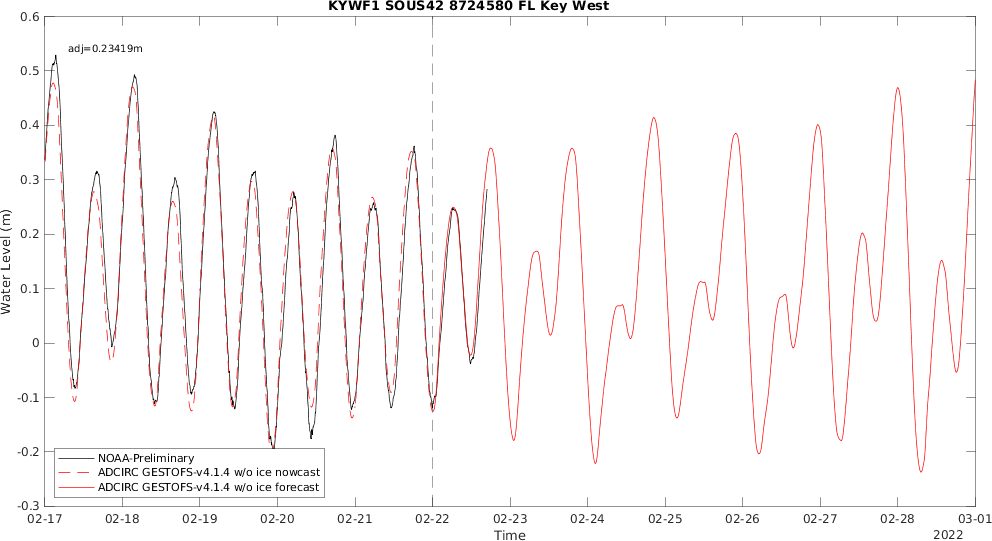 KYWF1 SOUS42 8724580 FL Key West
adj=0.23419m
0.6
0.5
0.4
0.3
0.2
0.1
0
-0.1
-0.2
-0.3
Water Level (m)
NOAA-Preliminary
ADCIRC GESTOFS-v4.1.4 w/o ice nowcast
ADCIRC GESTOFS-v4.1.4 w/o ice forecast
02-17 02-18 02-19 02-20 02-21 02-22 02-23 02-24 02-25 02-26 02-27 02-28 03-01
Time
2022